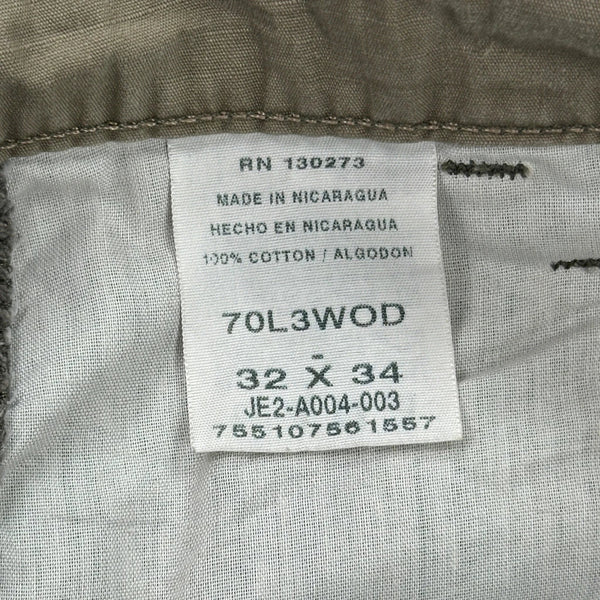 RN 130273
MADE IN NICARAGUA
HECHO EN NICARAGUA
100% COTTON / ALGODON
70L3WOD
-
32 X 34
JE2-A004-003
755107561557